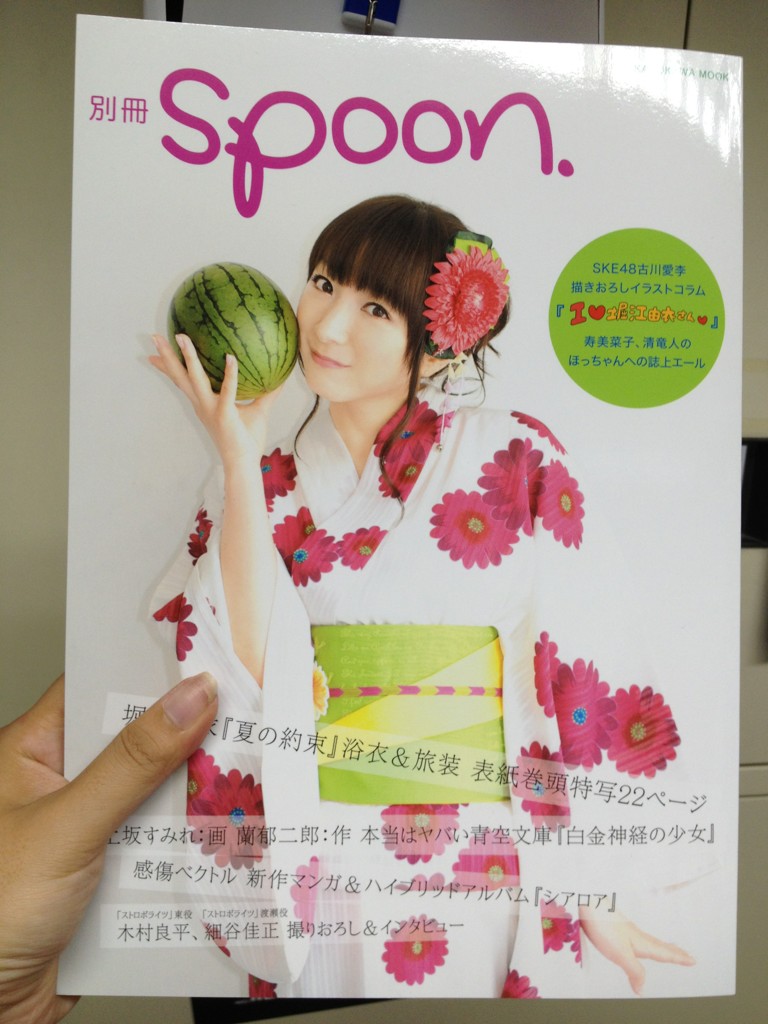 別冊 spoon.
MOOK
SKE48古川愛李
描きおろしイラストコラム
『I♥堀江由衣さん♥』
寿美菜子、清竜人の
ほっちゃんへの誌上エール
堀 衣『夏の約束』浴衣&旅装 表紙巻頭特写22ページ
上坂すみれ:画 蘭郁二郎:作 本当はヤバい青空文庫『白金神経の少女』
感傷ベクトル 新作マンガ&ハイブリッドアルバム『シアロア』
「ストロボライツ」東役 「ストロボライツ」渡瀬役
木村良平、細谷佳正 撮りおろし&インタビュー